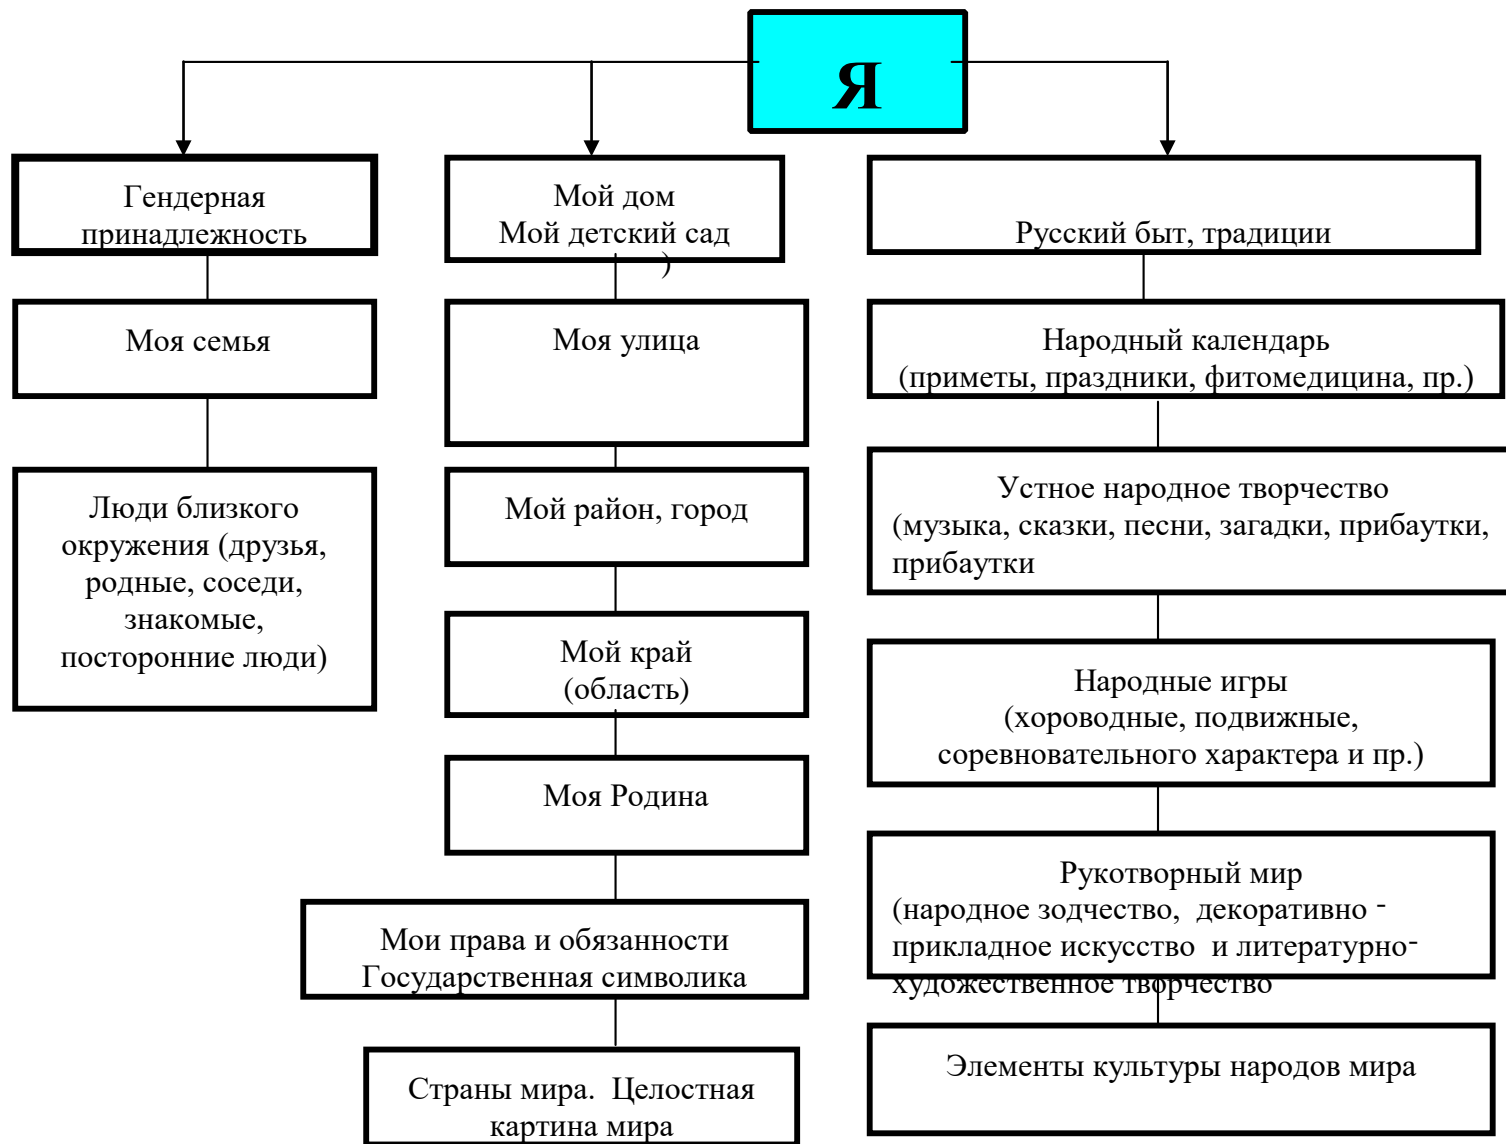 Я
Гендерная
принадлежность
Моя семья
Люди близкого
окружения (друзья,
родные, соседи,
знакомые,
посторонние люди)
Мой дом
Мой детский сад
)
Моя улица
Мой район, город
Мой край
(область)
Моя Родина
Мои права и обязанности
Государственная символика
Страны мира.  Целостная
картина мира
Русский быт, традиции
Народный календарь
(приметы, праздники, фитомедицина, пр.)
Устное народное творчество
(музыка, сказки, песни, загадки, прибаутки,
прибаутки
Народные игры
(хороводные, подвижные,
соревновательного характера и пр.)
Рукотворный мир
(народное зодчество,  декоративно -
прикладное искусство  и литературно-
художественное творчество
Элементы культуры народов мира